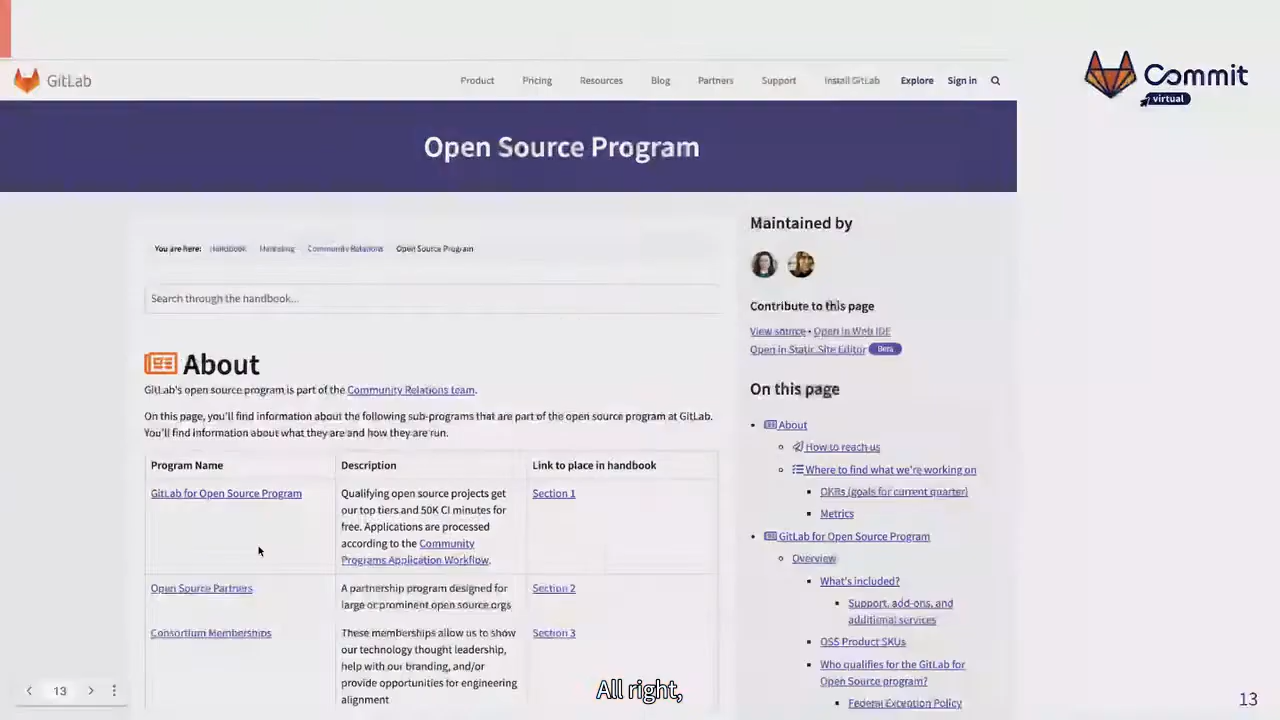 GitLab
Product Pricing Resources Blog Partners Support Install GitLab Explore Sign in
Commit
virtual
Open Source Program
You are here: Handbook Marketing Community Relations Open Source Program
Search through the handbook...
About
GitLab's open source program is part of the Community Relations team.
On this page, you'll find information about the following sub-programs that are part of the open source program at GitLab.
You'll find information about what they are and how they are run.
Program Name Description Link to place in handbook
GitLab for Open Source Program Qualifying open source projects get Section 1
our top tiers and 50K CI minutes for
free. Applications are processed
according to the Community
Programs Application Workflow.
Open Source Partners A partnership program designed for Section 2
large or prominent open source orgs
Consortium Memberships These memberships allow us to show Section 3
our technology thought leadership,
help with our branding, and/or
provide opportunities for engineering
alignment
Maintained by
Contribute to this page
View source • Open in Web IDE
Open in Static Site Editor Beta
On this page
About
How to reach us
Where to find what we're working on
OKRs (goals for current quarter)
Metrics
GitLab for Open Source Program
Overview
What's included?
Support, add-ons, and
additional services
OSS Product SKUs
Who qualifies for the GitLab for
Open Source program?
Federal Exception Policy
13
All right,
13